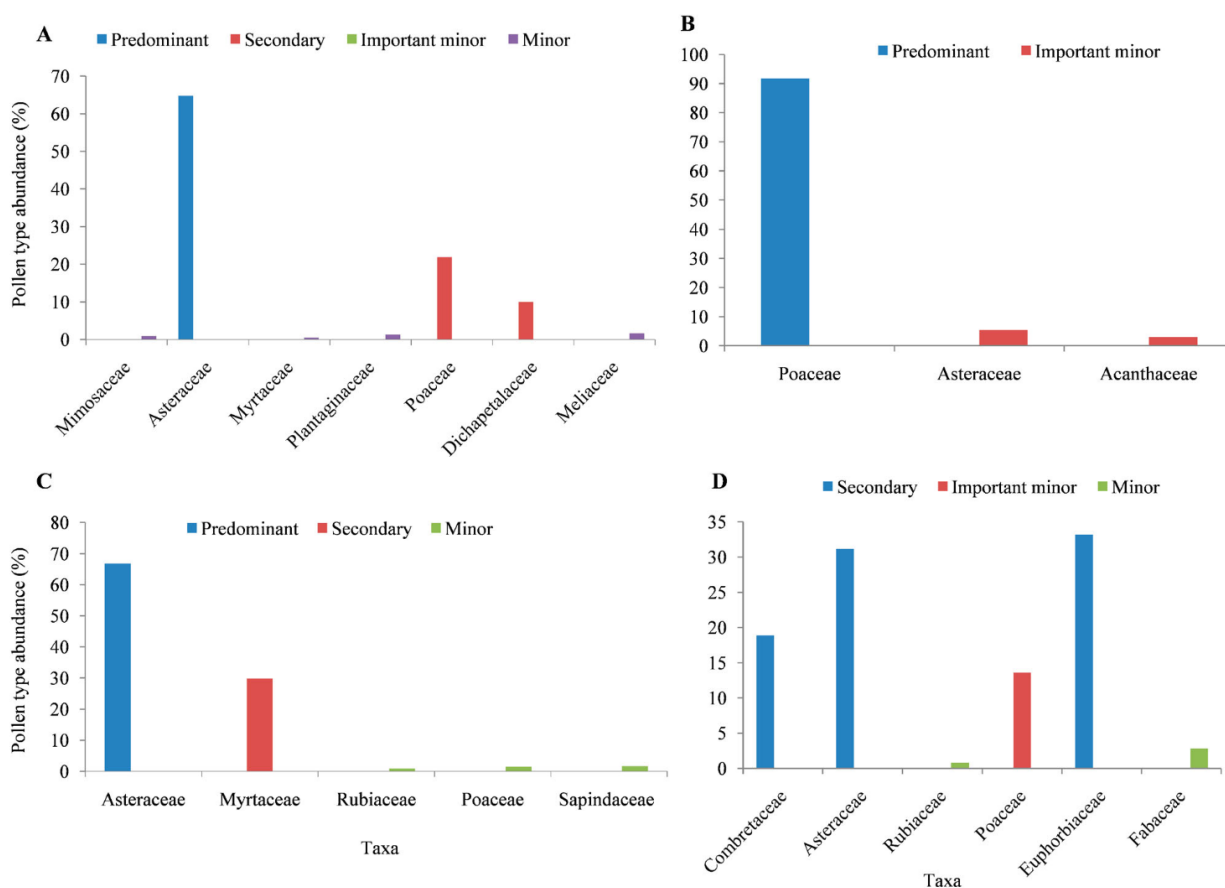 A
Predominant Secondary Important minor Minor
Pollen type abundance (%)
70
60
50
40
30
20
10
0
Mimosaceae
Asteraceae
Myrtaceae
Plantaginaceae
Poaceae
Dichapetalaceae
Meliaceae
B
Predominant Important minor
100
90
80
70
60
50
40
30
20
10
0
Poaceae Asteraceae Acanthaceae
C
Predominant Secondary Minor
Pollen type abundance (%)
80
70
60
50
40
30
20
10
0
Asteraceae Myrtaceae Rubiaceae Poaceae Sapindaceae
Taxa
D
Secondary Important minor Minor
35
30
25
20
15
10
5
0
Combretaceae
Asteraceae
Rubiaceae
Poaceae
Euphorbiaceae
Fabaceae
Taxa